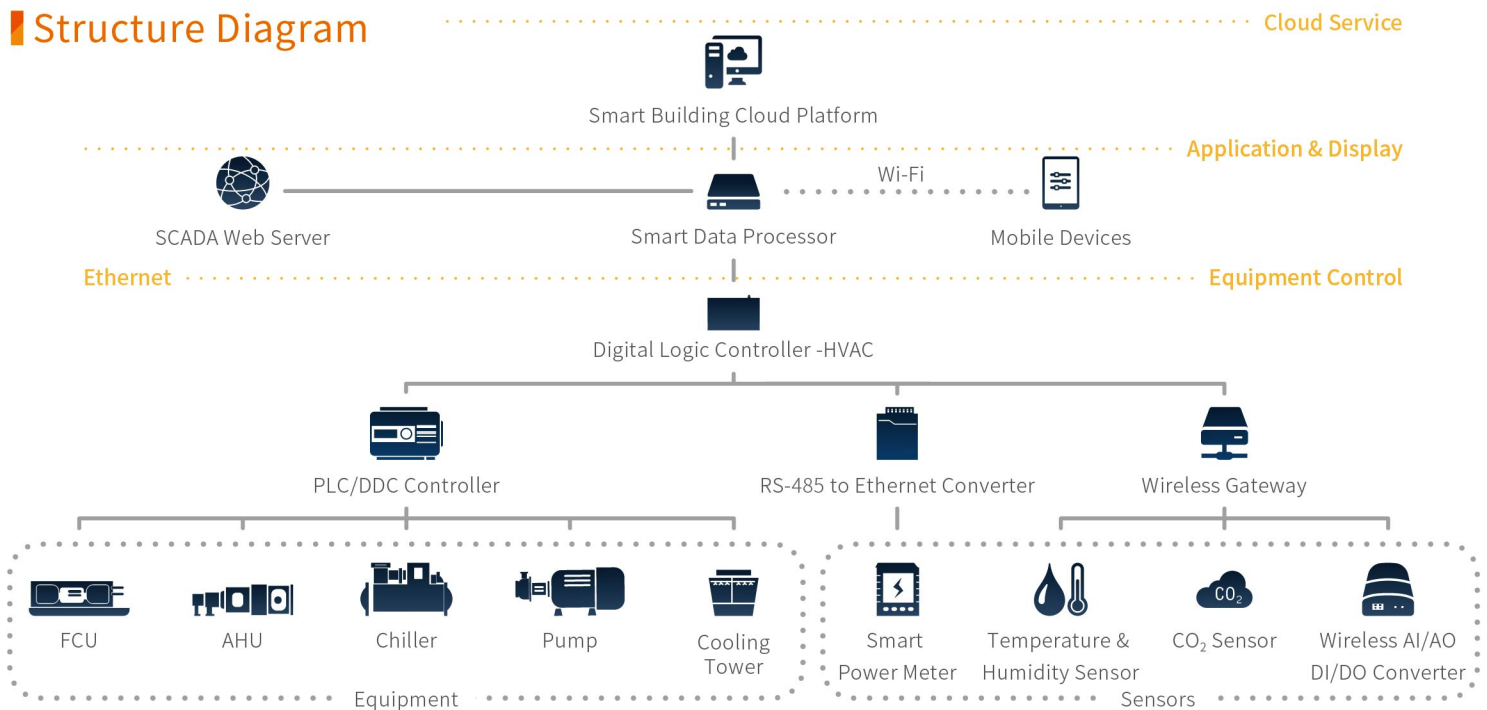 Structure Diagram
Cloud Service
Smart Building Cloud Platform
Application & Display
Wi-Fi
SCADA Web Server
Smart Data Processor
Mobile Devices
Ethernet
Equipment Control
Digital Logic Controller -HVAC
PLC/DDC Controller
RS-485 to Ethernet Converter
Wireless Gateway
CO₂
FCU
AHU
Chiller
Pump
Cooling
Tower
Smart
Power Meter
Temperature &
Humidity Sensor
CO₂ Sensor
Wireless AI/AO
DI/DO Converter
Equipment
Sensors